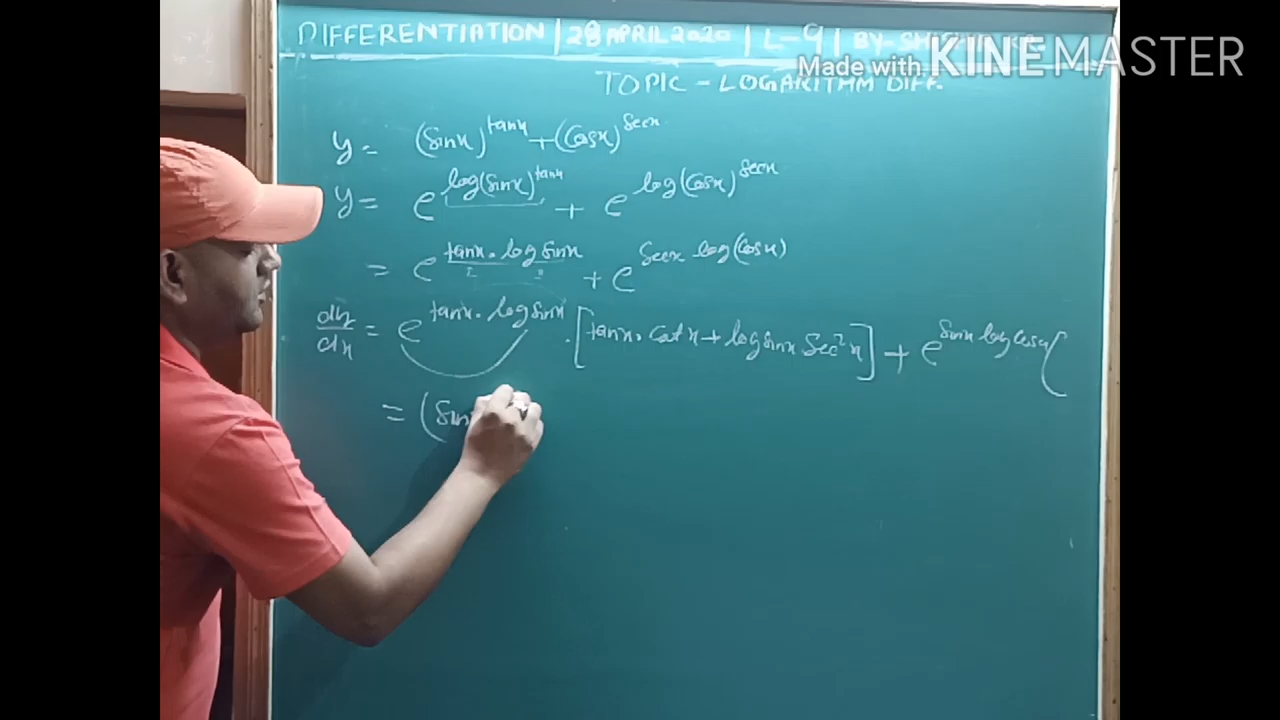 DIFFERENTIATION | 28 APRIL 2020 | L-9 | BY-
Made with KINEMASTER
TOPIC - LOGARITHM DIFF.
y = (sinx)^tanx + (cosx)^secx
y = e^log(sinx)^tanx + e^log(cosx)^secx
= e^tanx·logsinx + e^secx log(cosx)
dy/dx = e^tanx·logsinx · [tanx·cotx + logsinx sec²x] + e^sinx log cosx (
= (sin